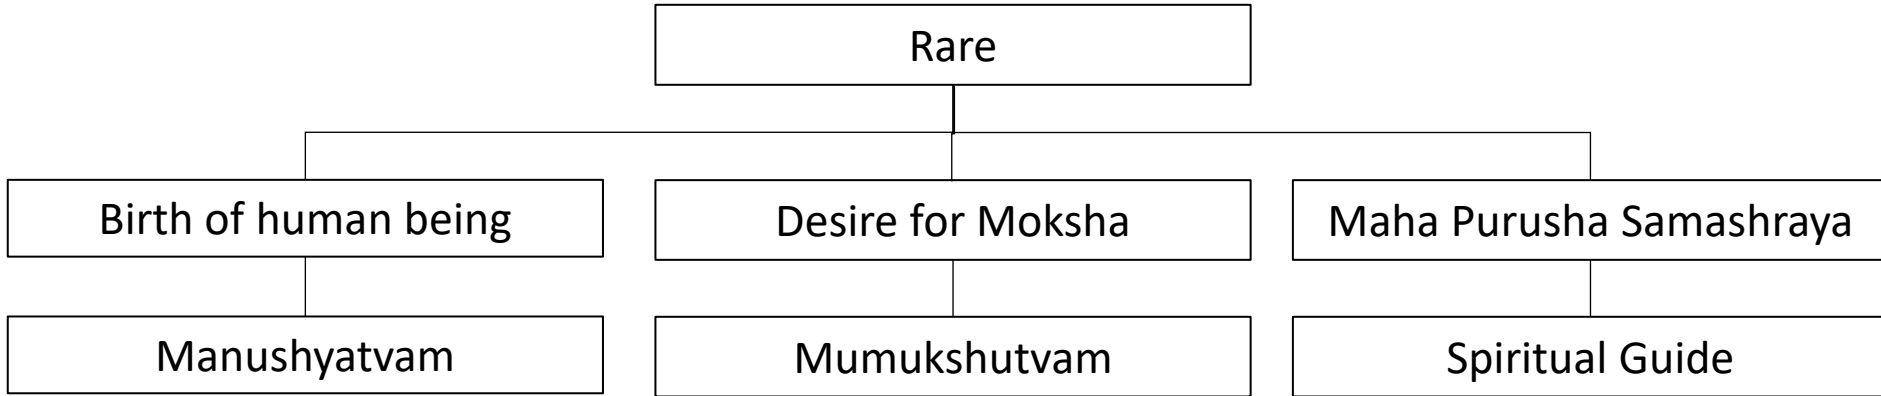 Rare
Birth of human being
Desire for Moksha
Maha Purusha Samashraya
Manushyatvam
Mumukshutvam
Spiritual Guide